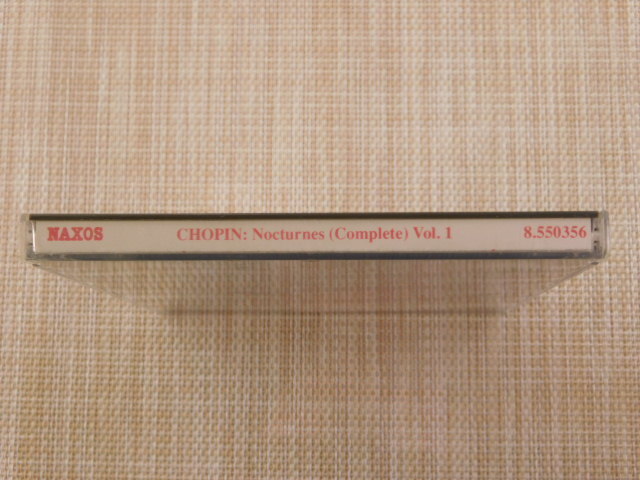 NAXOS CHOPIN: Nocturnes (Complete) Vol. 1 8.550356